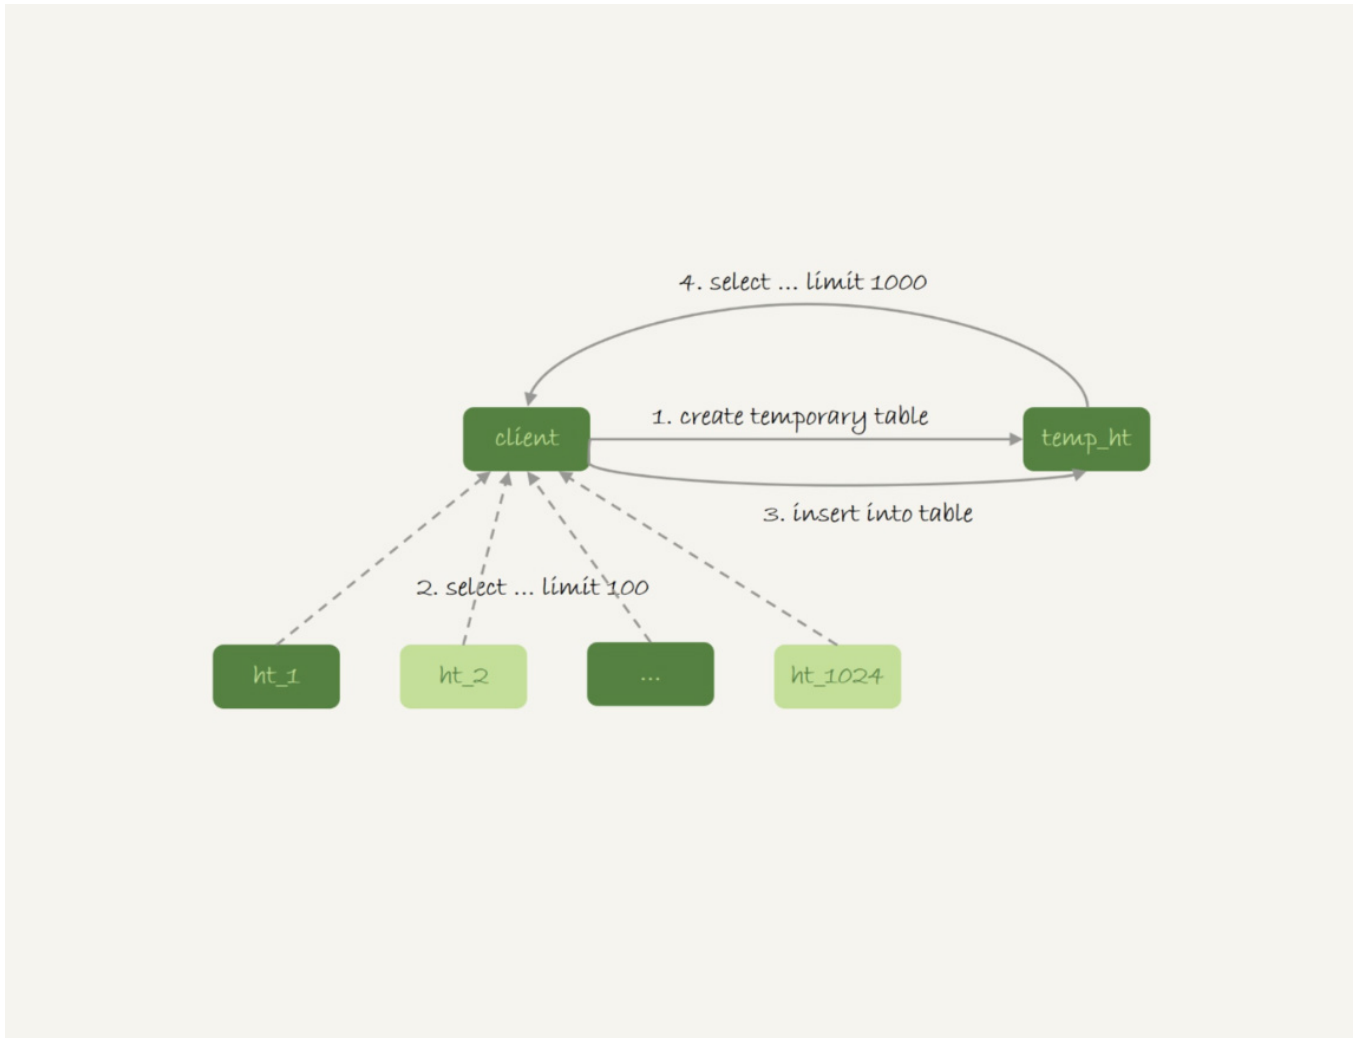 4. select ... limit 1000
1. create temporary table
client
temp_ht
3. insert into table
2. select ... limit 100
ht_1
ht_2
...
ht_1024